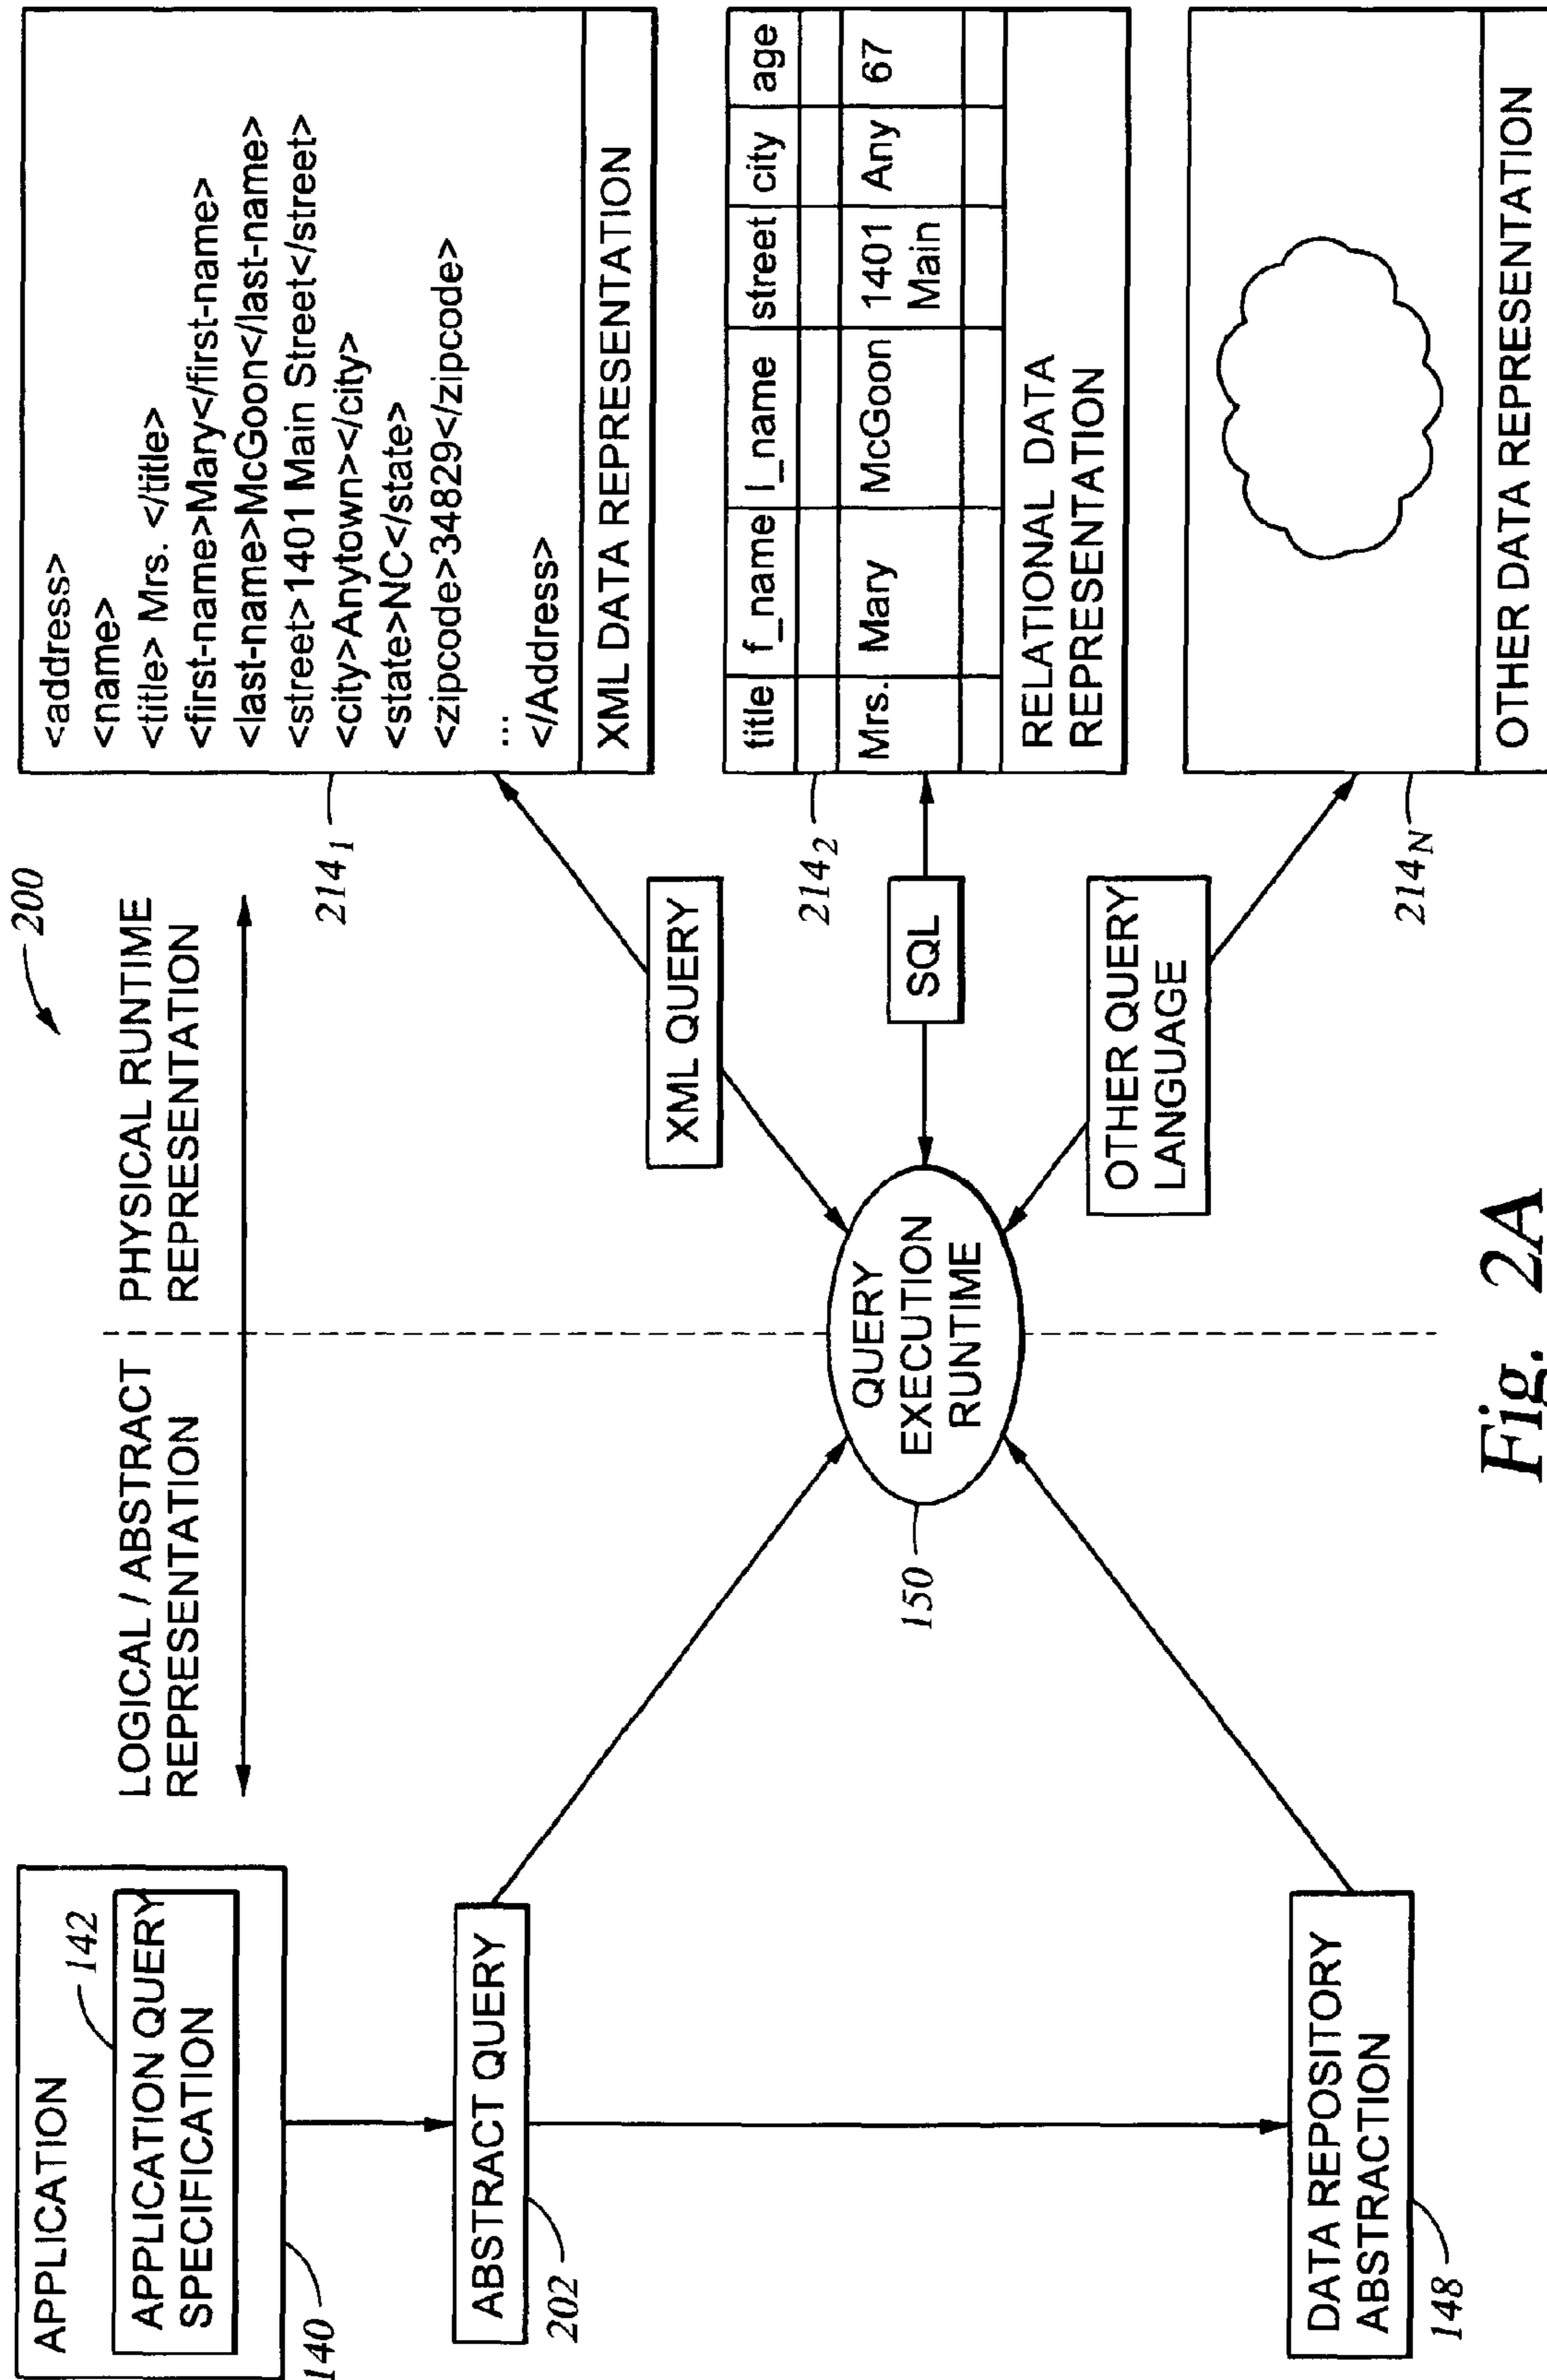 200
LOGICAL / ABSTRACT
REPRESENTATION
PHYSICAL RUNTIME
REPRESENTATION
APPLICATION
142
APPLICATION QUERY
SPECIFICATION
140
ABSTRACT QUERY
202
DATA REPOSITORY
ABSTRACTION
148
QUERY
EXECUTION
RUNTIME
150
XML QUERY
SQL
OTHER QUERY
LANGUAGE
<address>
<name>
<title> Mrs. </title>
<first-name>Mary</first-name>
<last-name>McGoon</last-name>
<street>1401 Main Street</street>
<city>Anytown></city>
<state>NC</state>
<zipcode>34829</zipcode>
...
</Address>
XML DATA REPRESENTATION
214₁
title f_name l_name street city age
Mrs. Mary McGoon 1401 Any 67
Main
RELATIONAL DATA
REPRESENTATION
214₂
OTHER DATA REPRESENTATION
214N
Fig. 2A